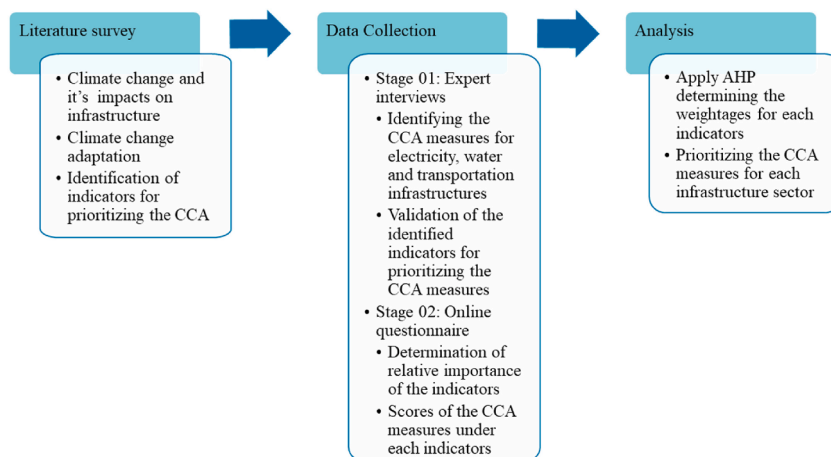 Literature survey
• Climate change and
it's impacts on
infrastructure
• Climate change
adaptation
• Identification of
indicators for
prioritizing the CCA
Data Collection
• Stage 01: Expert
interviews
• Identifying the
CCA measures for
electricity, water
and transportation
infrastructures
• Validation of the
identified
indicators for
prioritizing the
CCA measures
• Stage 02: Online
questionnaire
• Determination of
relative importance
of the indicators
• Scores of the CCA
measures under
each indicators
Analysis
• Apply AHP
determining the
weightages for each
indicators
• Prioritizing the CCA
measures for each
infrastructure sector